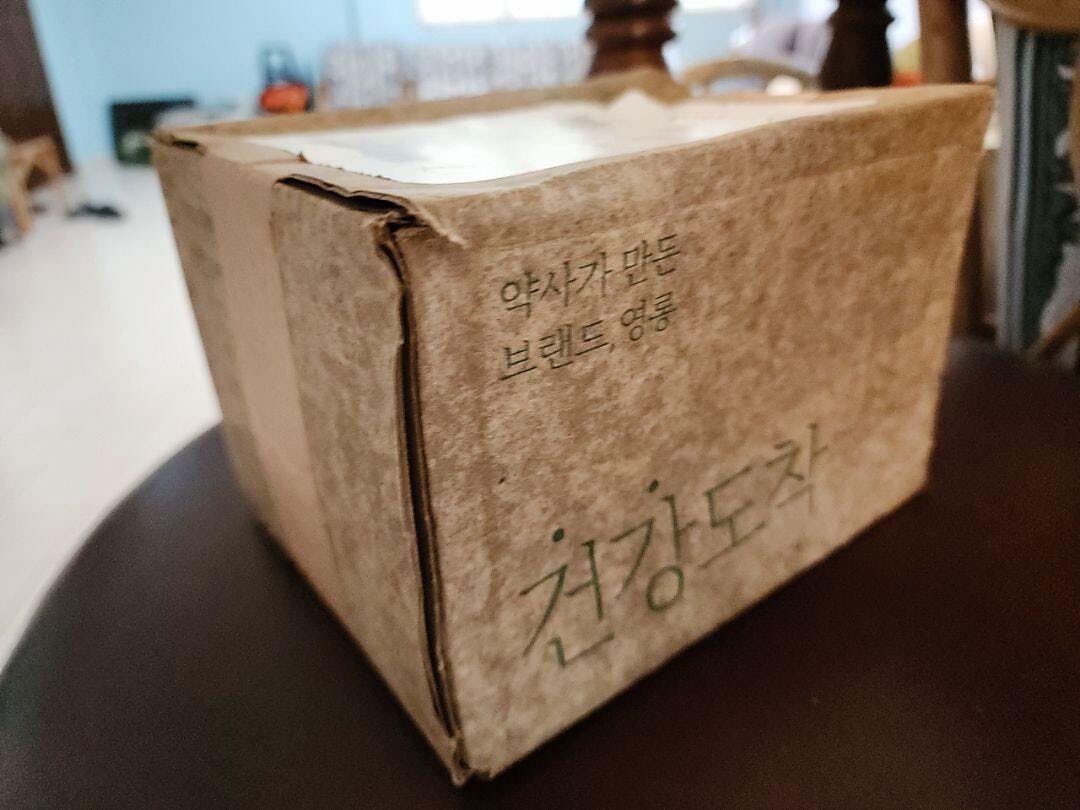 약사가 만든
브랜드, 영롱
건강도착